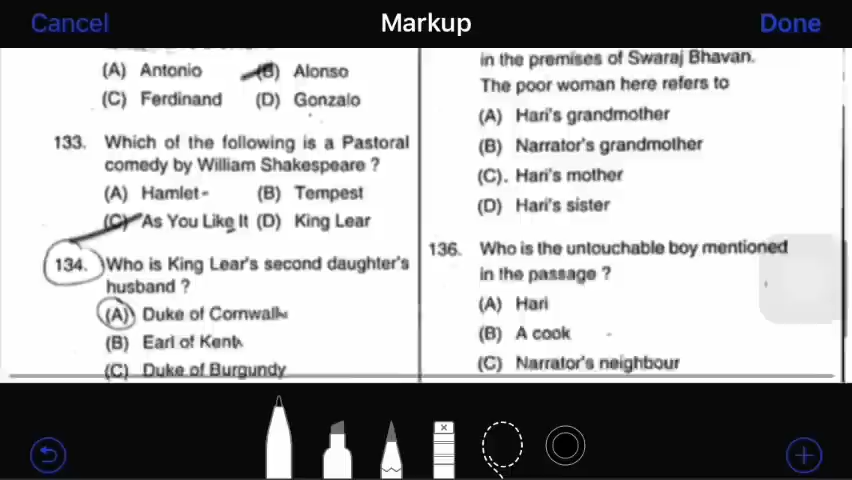 Cancel
Markup
Done
(A) Antonio (B) Alonso
(C) Ferdinand (D) Gonzalo
133. Which of the following is a Pastoral
comedy by William Shakespeare ?
(A) Hamlet (B) Tempest
(C) As You Like It (D) King Lear
134. Who is King Lear's second daughter's
husband ?
(A) Duke of Cornwall
(B) Earl of Kent
(C) Duke of Burgundy
in the premises of Swaraj Bhavan.
The poor woman here refers to
(A) Hari's grandmother
(B) Narrator's grandmother
(C). Hari's mother
(D) Hari's sister
136. Who is the untouchable boy mentioned
in the passage ?
(A) Hari
(B) A cook
(C) Narrator's neighbour